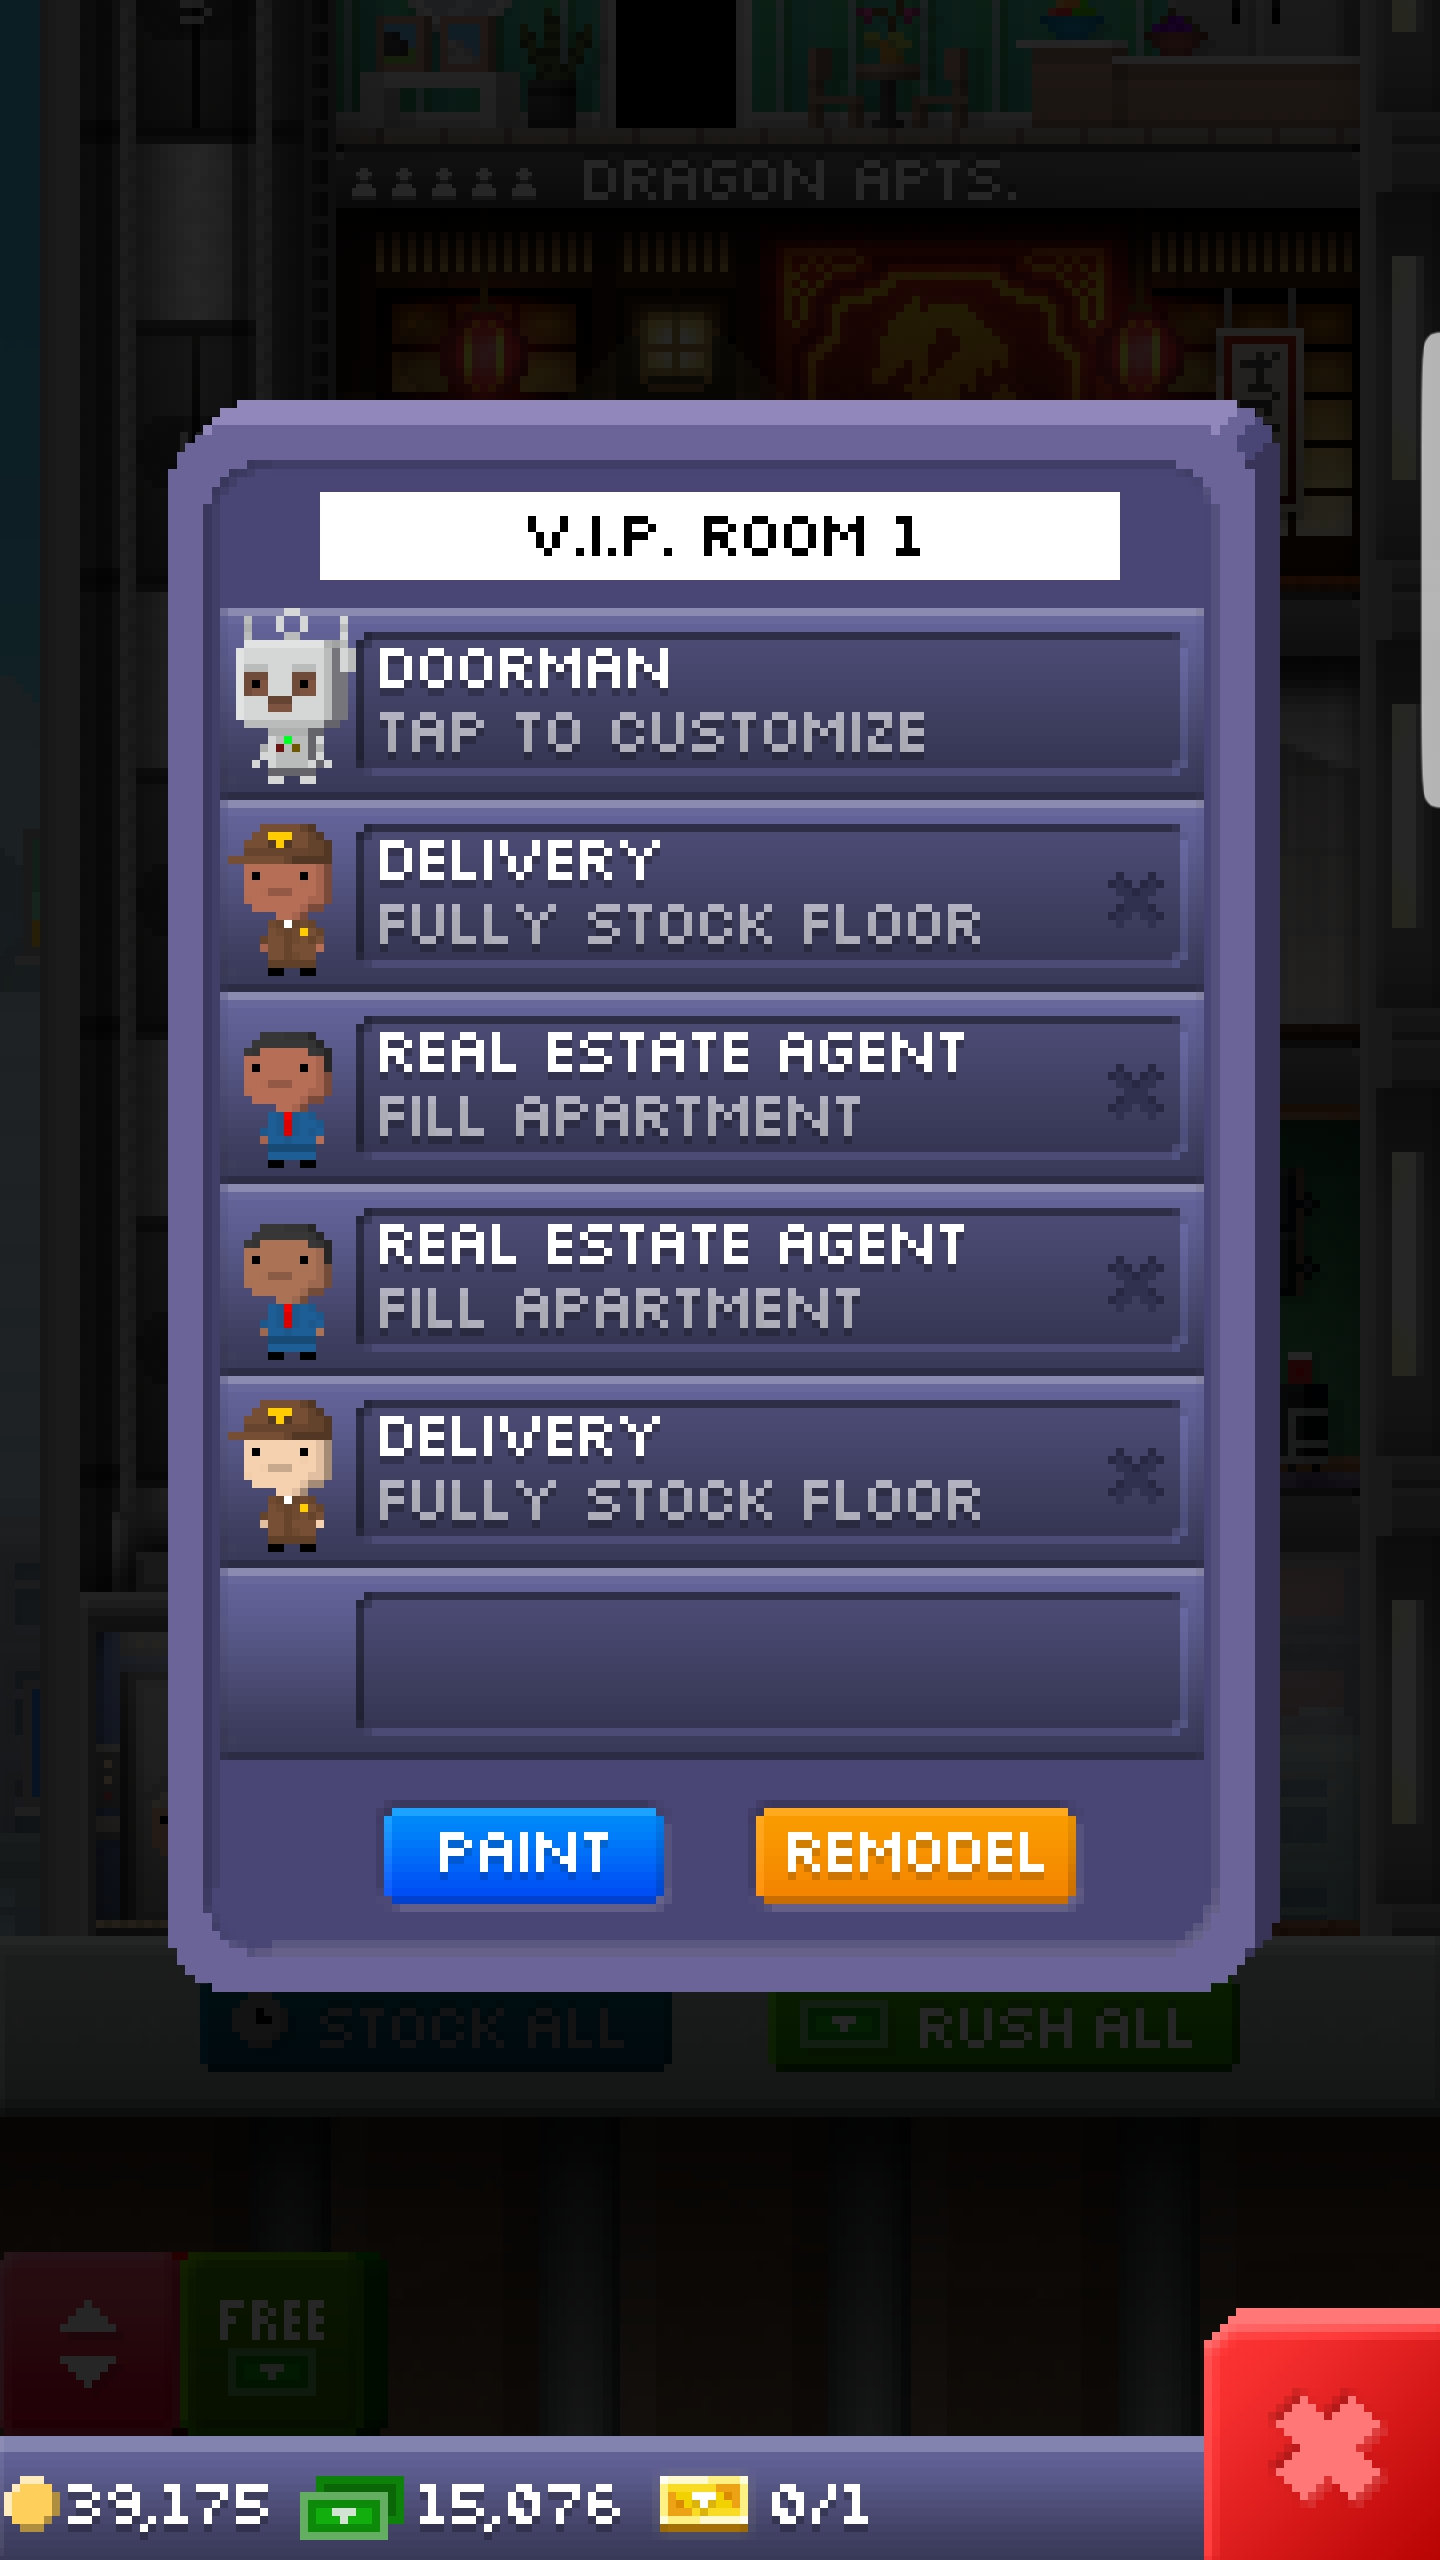 DRAGON APTS.
V.I.P. ROOM 1
DOORMAN
TAP TO CUSTOMIZE
DELIVERY
FULLY STOCK FLOOR
REAL ESTATE AGENT
FILL APARTMENT
REAL ESTATE AGENT
FILL APARTMENT
DELIVERY
FULLY STOCK FLOOR
PAINT
REMODEL
STOCK ALL
RUSH ALL
FREE
39,175
15,076
0/1